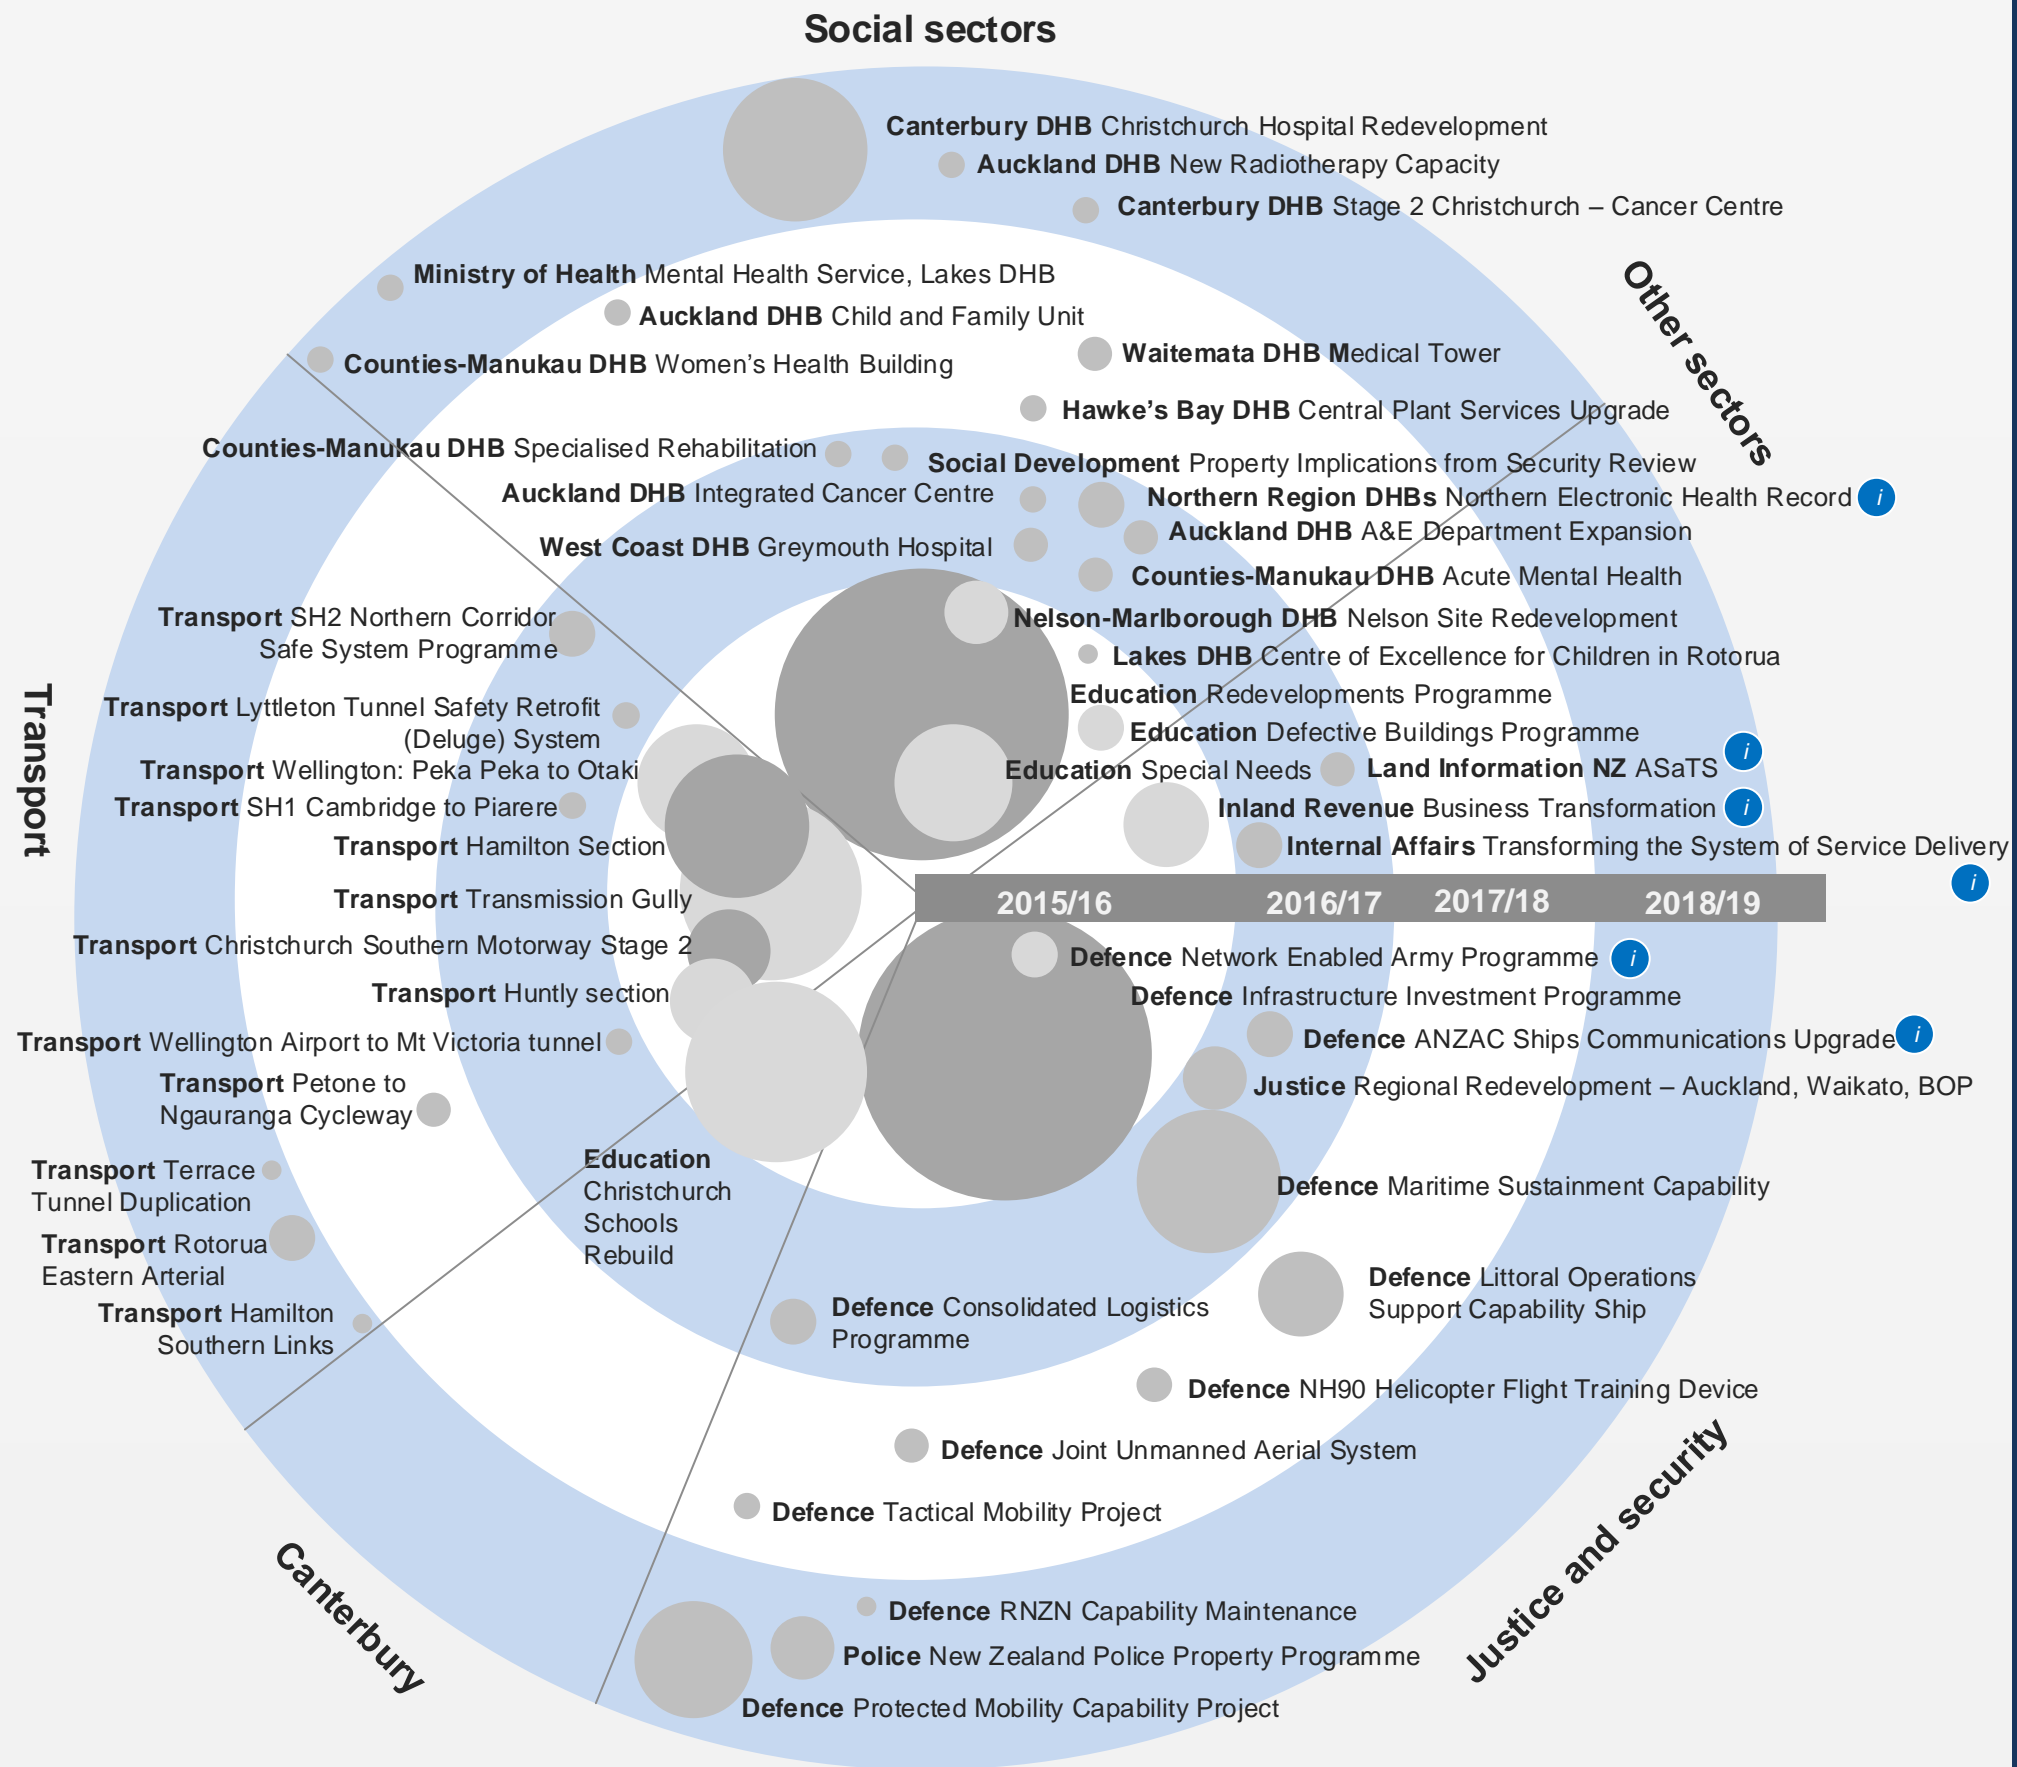 Social sectors
Canterbury DHB Christchurch Hospital Redevelopment
Auckland DHB New Radiotherapy Capacity
Canterbury DHB Stage 2 Christchurch – Cancer Centre
Other sectors
Ministry of Health Mental Health Service, Lakes DHB
Auckland DHB Child and Family Unit
Counties-Manukau DHB Women's Health Building
Waitemata DHB Medical Tower
Hawke's Bay DHB Central Plant Services Upgrade
Counties-Manukau DHB Specialised Rehabilitation
Social Development Property Implications from Security Review
Auckland DHB Integrated Cancer Centre
Northern Region DHBs Northern Electronic Health Record i
Auckland DHB A&E Department Expansion
West Coast DHB Greymouth Hospital
Counties-Manukau DHB Acute Mental Health
Nelson-Marlborough DHB Nelson Site Redevelopment
Lakes DHB Centre of Excellence for Children in Rotorua
Education Redevelopments Programme
Education Defective Buildings Programme
Education Special Needs
Land Information NZ ASaTS i
Inland Revenue Business Transformation i
Internal Affairs Transforming the System of Service Delivery
i
Transport
Transport SH2 Northern Corridor
Safe System Programme
Transport Lyttleton Tunnel Safety Retrofit
(Deluge) System
Transport Wellington: Peka Peka to Otaki
Transport SH1 Cambridge to Piarere
Transport Hamilton Section
Transport Transmission Gully
Transport Christchurch Southern Motorway Stage 2
Transport Huntly section
Transport Wellington Airport to Mt Victoria tunnel
Transport Petone to
Ngauranga Cycleway
Transport Terrace
Tunnel Duplication
Transport Rotorua
Eastern Arterial
Transport Hamilton
Southern Links
2015/16 2016/17 2017/18 2018/19
Defence Network Enabled Army Programme i
Defence Infrastructure Investment Programme
Defence ANZAC Ships Communications Upgrade i
Justice Regional Redevelopment – Auckland, Waikato, BOP
Defence Maritime Sustainment Capability
Defence Littoral Operations
Support Capability Ship
Education
Christchurch
Schools
Rebuild
Defence Consolidated Logistics
Programme
Defence NH90 Helicopter Flight Training Device
Defence Joint Unmanned Aerial System
Defence Tactical Mobility Project
Defence RNZN Capability Maintenance
Police New Zealand Police Property Programme
Defence Protected Mobility Capability Project
Canterbury
Justice and security